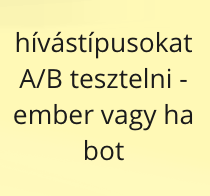 hívástípusokat
A/B tesztelni -
ember vagy ha
bot